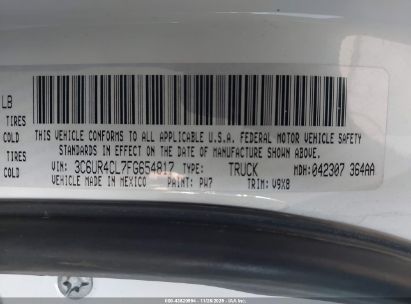 LB
TIRES
COLD
TIRES
COLD
THIS VEHICLE CONFORMS TO ALL APPLICABLE U.S.A. FEDERAL MOTOR VEHICLE SAFETY
STANDARDS IN EFFECT ON THE DATE OF MANUFACTURE SHOWN ABOVE.
VIN: 3C6UR4CL7FG654817 TYPE: TRUCK MDH: 042307 364AA
VEHICLE MADE IN MEXICO PAINT: PW7 TRIM: V9X8